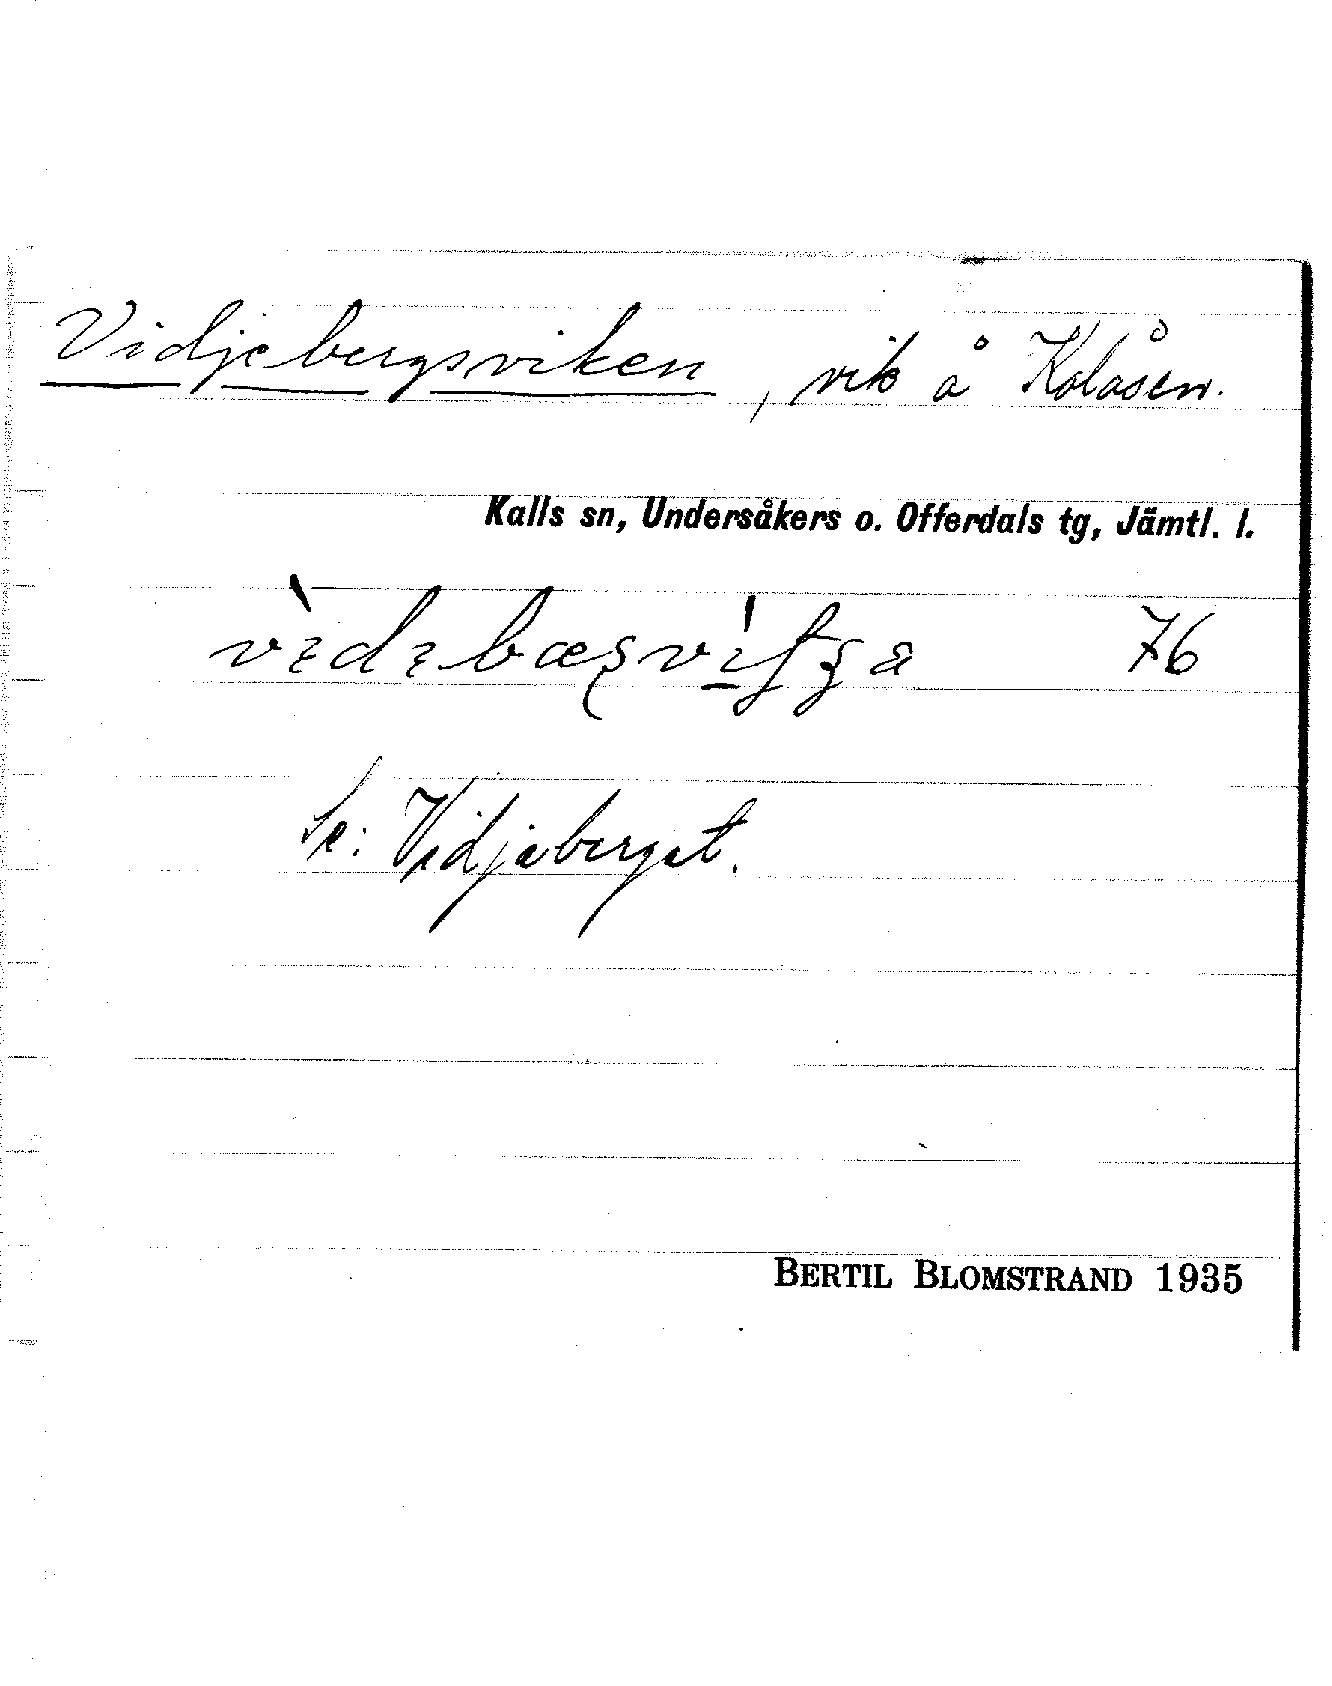 Vidjebergsviken, vik å Kolåsen.
Kalls sn, Undersåkers o. Offerdals tg, Jämtl. l.
76
Se: Vidjeberget.
BERTIL BLOMSTRAND 1935